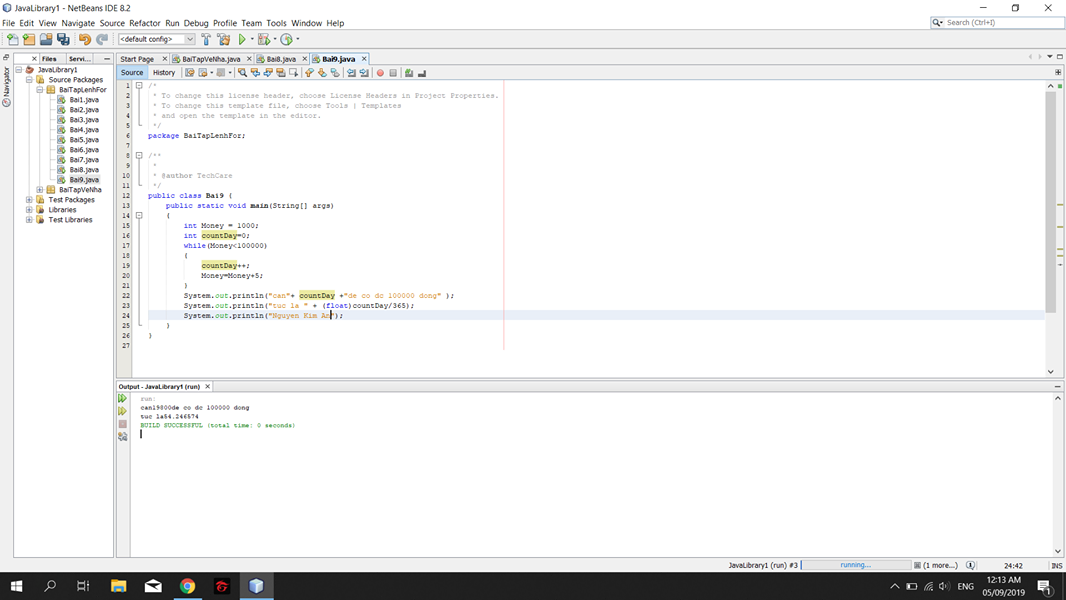 JavaLibrary1 - NetBeans IDE 8.2
File Edit View Navigate Source Refactor Run Debug Profile Team Tools Window Help
Search (Ctrl+I)
<default config>
Files Servi...
Start Page BaiTapVeNha.java Bai8.java Bai9.java
Navigator
Source History
JavaLibrary1
Source Packages
BaiTapLenhFor
Bai1.java
Bai2.java
Bai3.java
Bai4.java
Bai5.java
Bai6.java
Bai7.java
Bai8.java
Bai9.java
BaiTapVeNha
Test Packages
Libraries
Test Libraries
1 /*
2 * To change this license header, choose License Headers in Project Properties.
3 * To change this template file, choose Tools | Templates
4 * and open the template in the editor.
5 */
6 package BaiTapLenhFor;
7
8 /**
9 *
10 * @author TechCare
11 */
12 public class Bai9 {
13 public static void main(String[] args)
14 {
15 int Money = 1000;
16 int countDay=0;
17 while(Money<100000)
18 {
19 countDay++;
20 Money=Money+5;
21 }
22 System.out.println("can"+ countDay +"de co dc 100000 dong" );
23 System.out.println("tuc la " + (float)countDay/365);
24 System.out.println("Nguyen Kim An");
25 }
26 }
27
Output - JavaLibrary1 (run)
run:
can19800de co dc 100000 dong
tuc la54.246574
BUILD SUCCESSFUL (total time: 0 seconds)
JavaLibrary1 (run) #3 running... (1 more...) 24:42 INS
ENG
12:13 AM
05/09/2019
1